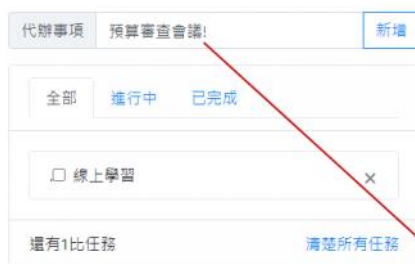 代辦事項 預算審查會議! 新增
全部 進行中 已完成
線上學習 ×
還有1比任務 清楚所有任務